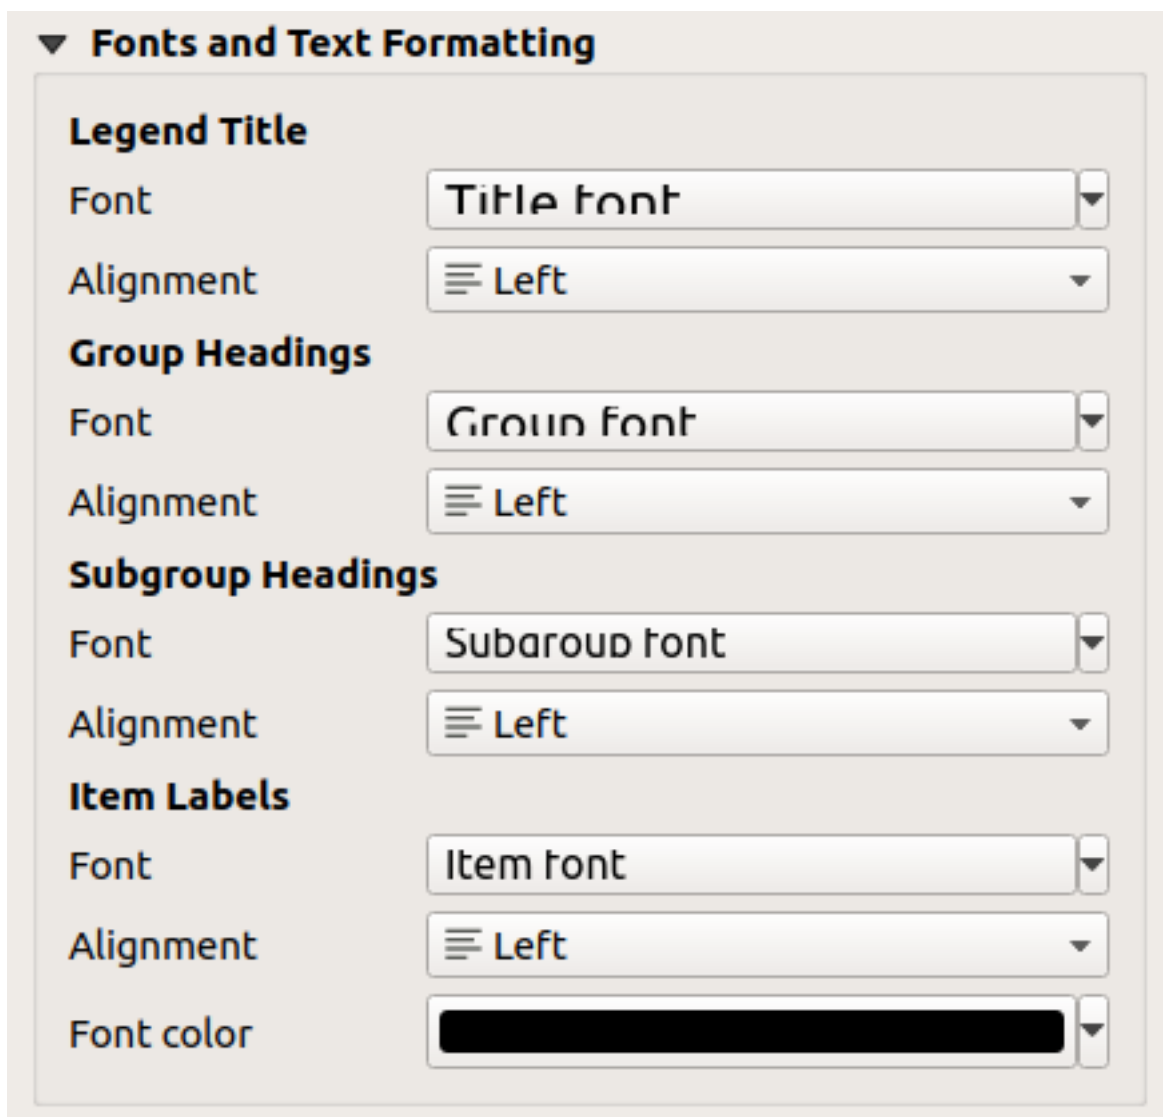 Fonts and Text Formatting
Legend Title
Font Title font
Alignment Left
Group Headings
Font Group font
Alignment Left
Subgroup Headings
Font Subgroup font
Alignment Left
Item Labels
Font Item font
Alignment Left
Font color